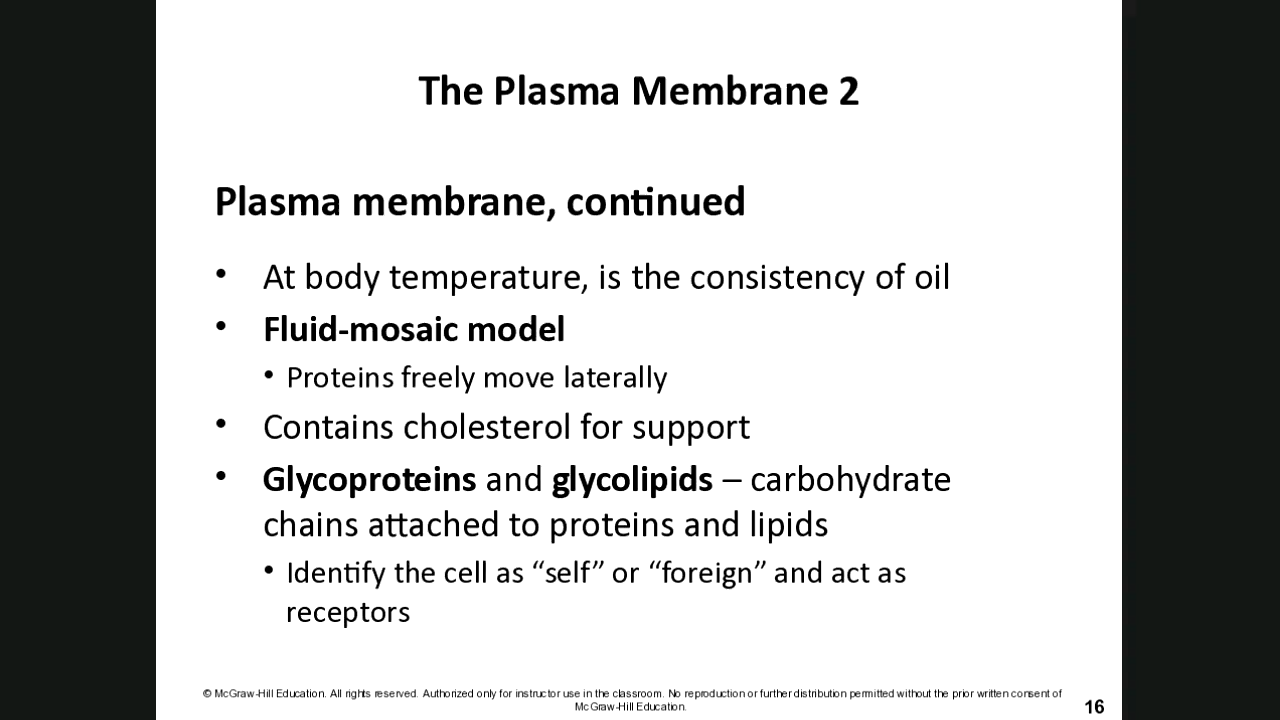 The Plasma Membrane 2
Plasma membrane, continued
• At body temperature, is the consistency of oil
• Fluid-mosaic model
• Proteins freely move laterally
• Contains cholesterol for support
• Glycoproteins and glycolipids – carbohydrate
chains attached to proteins and lipids
• Identify the cell as “self” or “foreign” and act as
receptors
© McGraw-Hill Education. All rights reserved. Authorized only for instructor use in the classroom. No reproduction or further distribution permitted without the prior written consent of
McGraw-Hill Education.
16